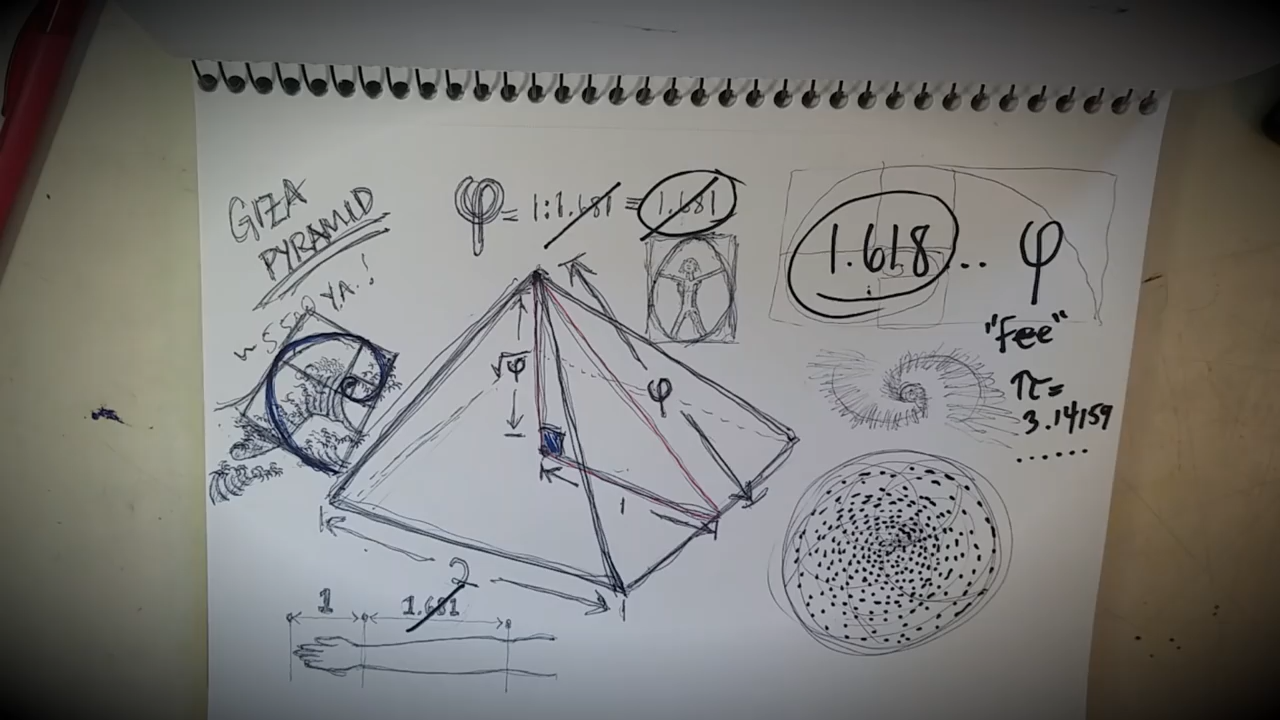 GIZA
PYRAMID
~ 5500 YA.!
φ = 1:1.681 = 1.681
1.618 .. φ
"fee"
π =
3.14159
......
√φ
φ
1
2
1
1.681